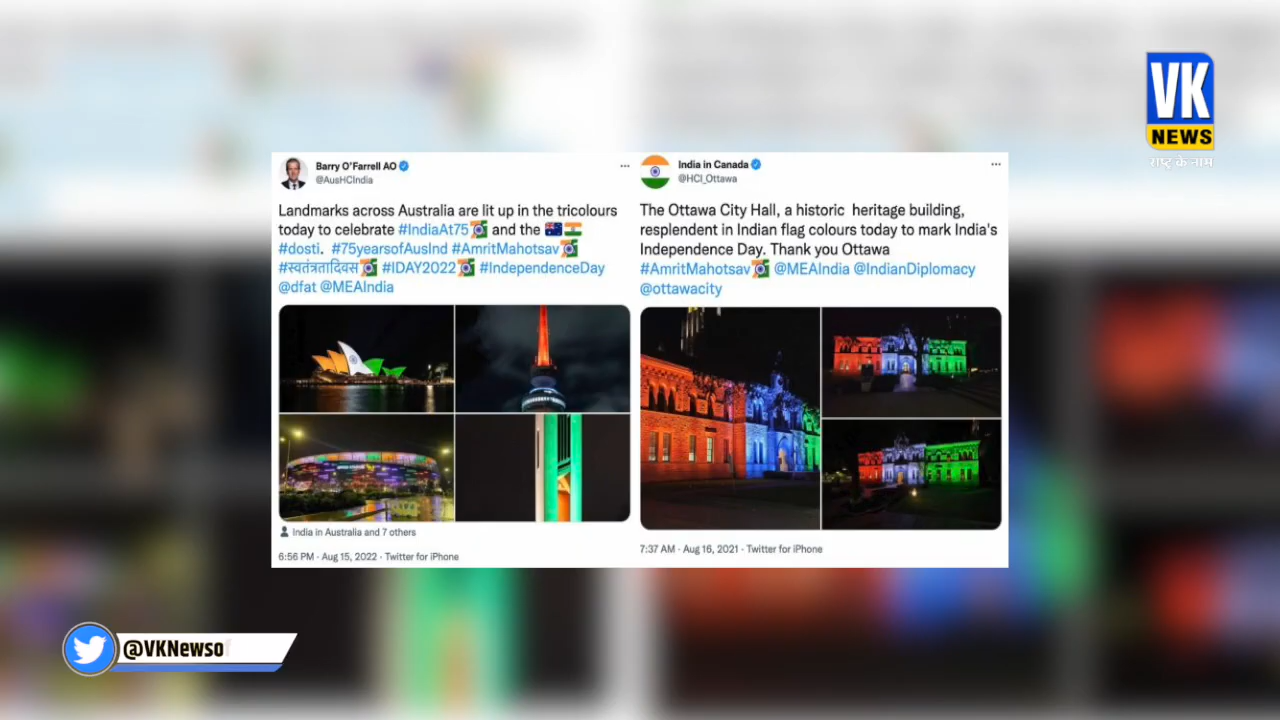 VK
NEWS
राष्ट्र के नाम
Barry O'Farrell AO
@AusHCIndia
Landmarks across Australia are lit up in the tricolours
today to celebrate #IndiaAt75 and the
#dosti. #75yearsofAusInd #AmritMahotsav
#स्वतंत्रतादिवस #IDAY2022 #IndependenceDay
@dfat @MEAIndia
India in Australia and 7 others
6:56 PM · Aug 15, 2022 · Twitter for iPhone
India in Canada
@HCI_Ottawa
The Ottawa City Hall, a historic heritage building,
resplendent in Indian flag colours today to mark India's
Independence Day. Thank you Ottawa
#AmritMahotsav @MEAIndia @IndianDiplomacy
@ottawacity
7:37 AM · Aug 16, 2021 · Twitter for iPhone
@VKNewso